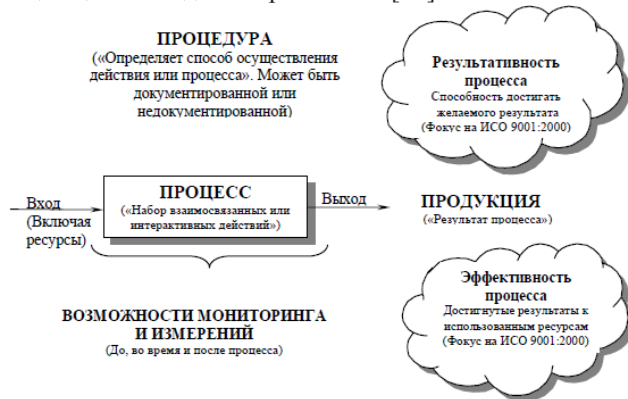 ПРОЦЕДУРА
(«Определяет способ осуществления
действия или процесса». Может быть
документированной или
недокументированной)
Результативность
процесса
Способность достигать
желаемого результата
(Фокус на ИСО 9001:2000)
Вход
(Включая
ресурсы)
ПРОЦЕСС
(«Набор взаимосвязанных или
интерактивных действий»)
Выход
ПРОДУКЦИЯ
(«Результат процесса»)
ВОЗМОЖНОСТИ МОНИТОРИНГА
И ИЗМЕРЕНИЙ
(До, во время и после процесса)
Эффективность
процесса
Достигнутые результаты к
использованным ресурсам
(Фокус на ИСО 9001:2000)